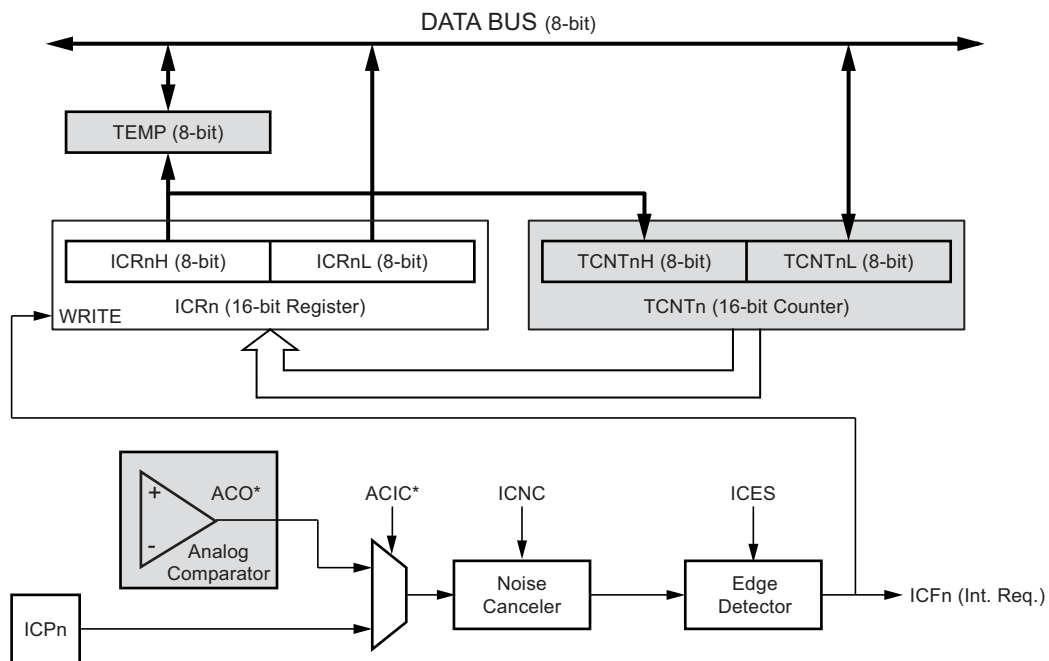 DATA BUS (8-bit)
TEMP (8-bit)
ICRnH (8-bit)
ICRnL (8-bit)
TCNTnH (8-bit)
TCNTnL (8-bit)
WRITE
ICRn (16-bit Register)
TCNTn (16-bit Counter)
+
-
ACO*
Analog
Comparator
ACIC*
ICNC
ICES
Noise
Canceler
Edge
Detector
ICFn (Int. Req.)
ICPn